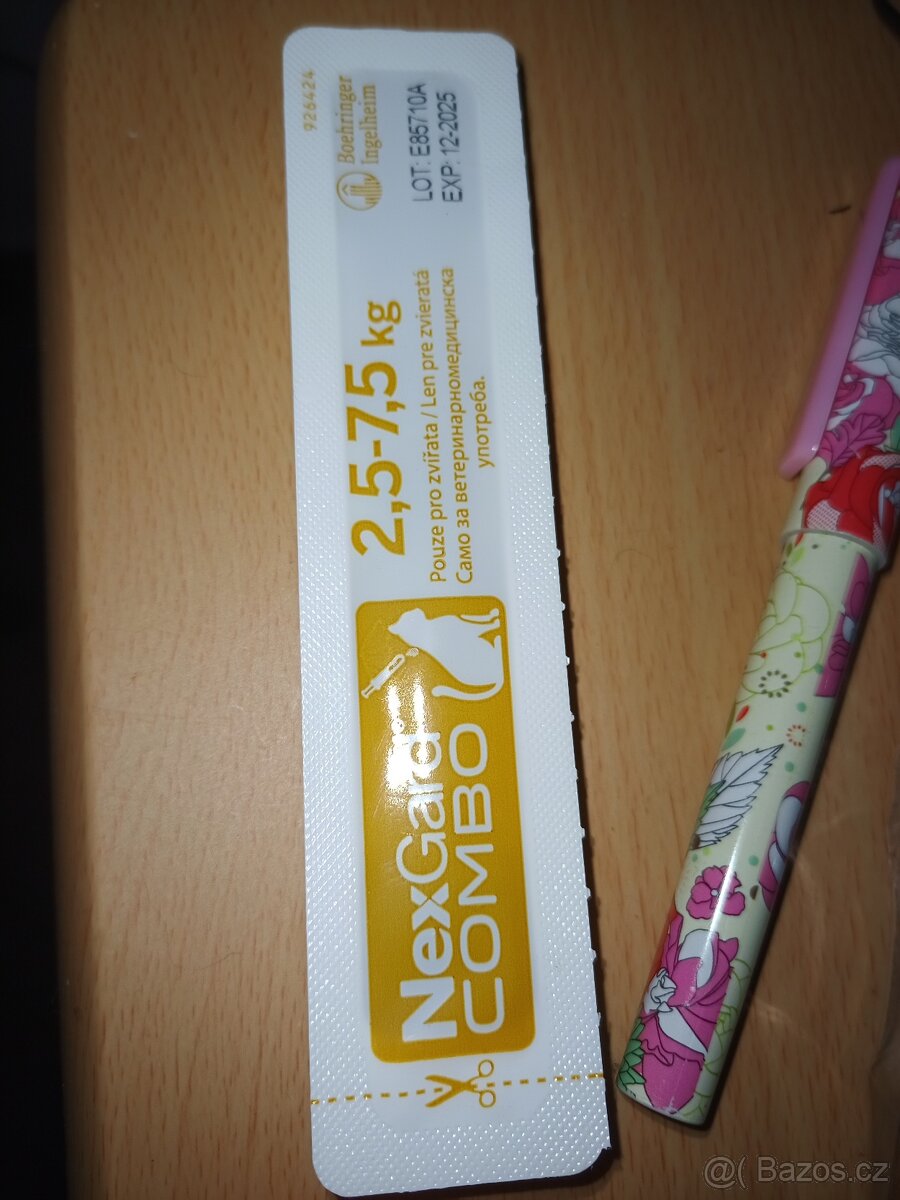 NexGard
COMBO
2,5-7,5 kg
Pouze pro zvířata / Len pre zvieratá
Само за ветеринарномедицинска
употреба.
926424
Boehringer
Ingelheim
LOT: E85710A
EXP: 12-2025
@( Bazos.cz